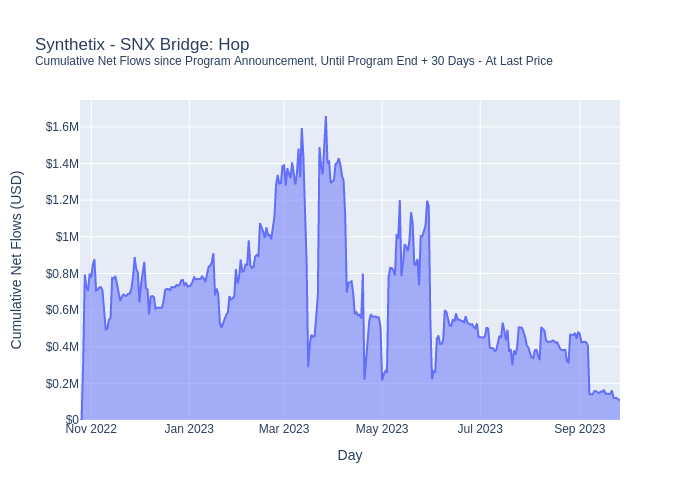 Synthetix - SNX Bridge: Hop
Cumulative Net Flows since Program Announcement, Until Program End + 30 Days - At Last Price
Cumulative Net Flows (USD)
$1.6M
$1.4M
$1.2M
$1M
$0.8M
$0.6M
$0.4M
$0.2M
$0
Nov 2022 Jan 2023 Mar 2023 May 2023 Jul 2023 Sep 2023
Day